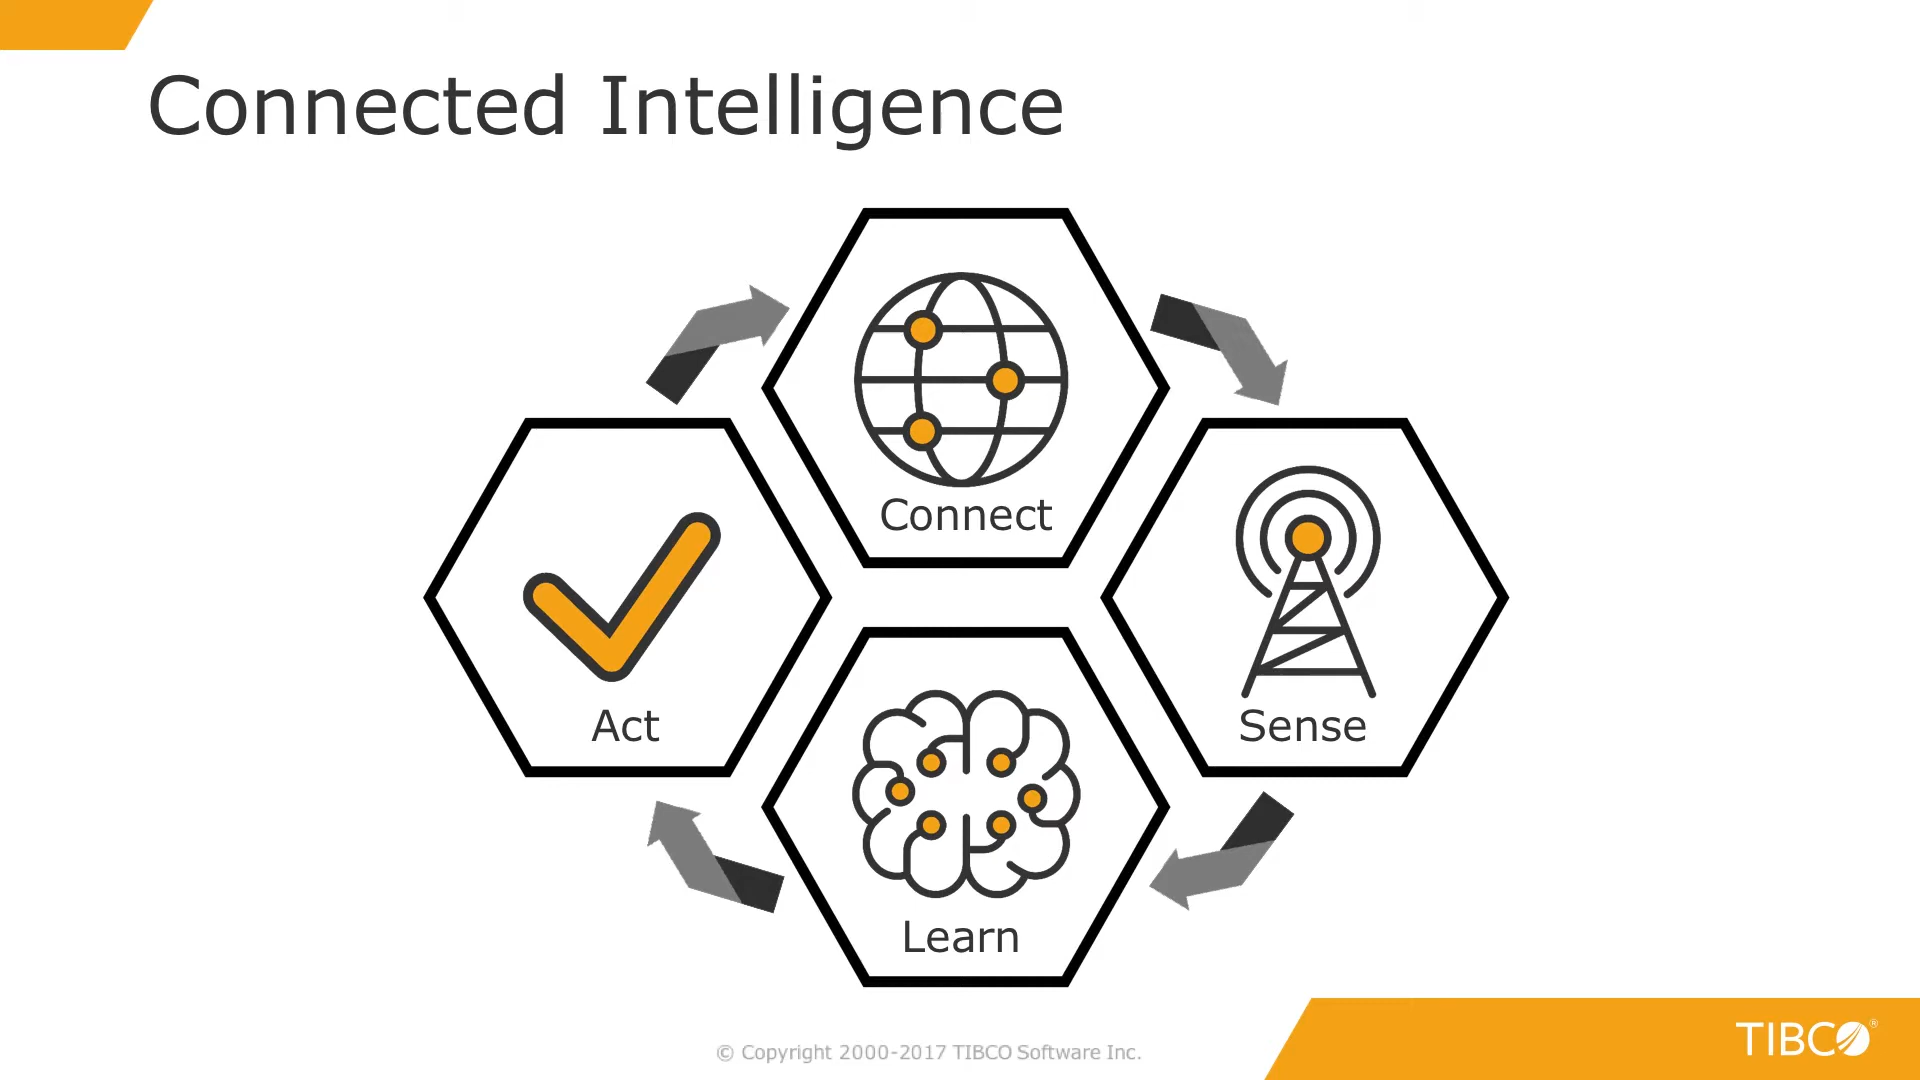 Connected Intelligence
Connect
Act
Sense
Learn
© Copyright 2000-2017 TIBCO Software Inc.
TIBCO®